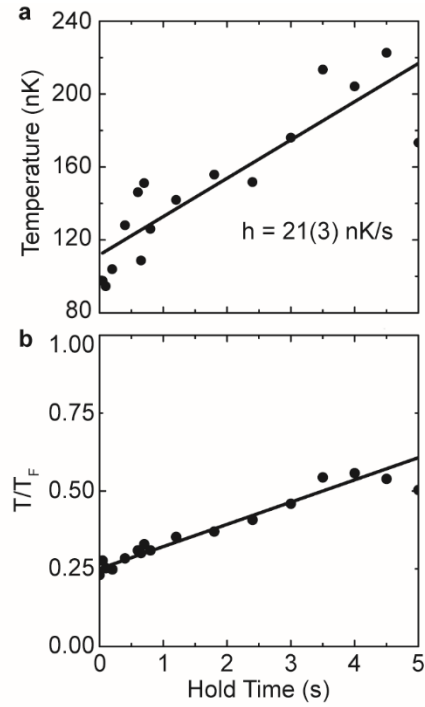 a
240
200
160
120
80
Temperature (nK)
h = 21(3) nK/s
b
1.00
0.75
0.50
0.25
0.00
T/T_F
0 1 2 3 4 5
Hold Time (s)